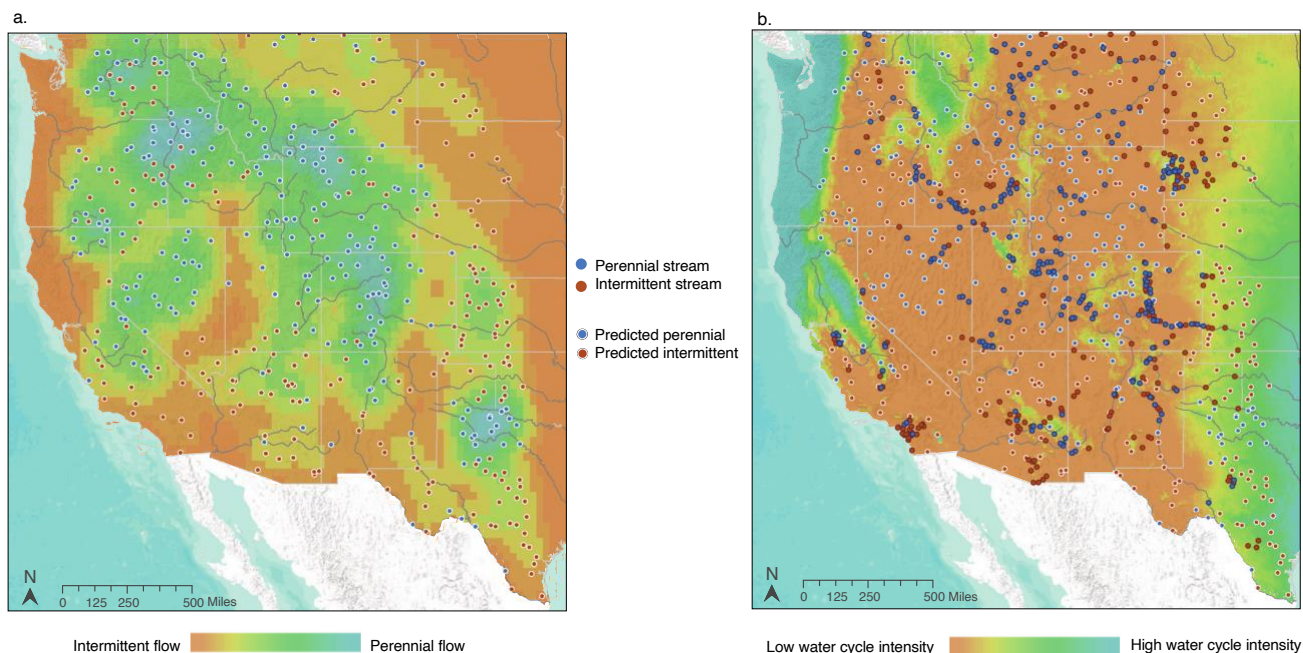 a.
b.
Perennial stream
Intermittent stream
Predicted perennial
Predicted intermittent
N
0 125 250 500 Miles
N
0 125 250 500 Miles
Intermittent flow Perennial flow
Low water cycle intensity High water cycle intensity